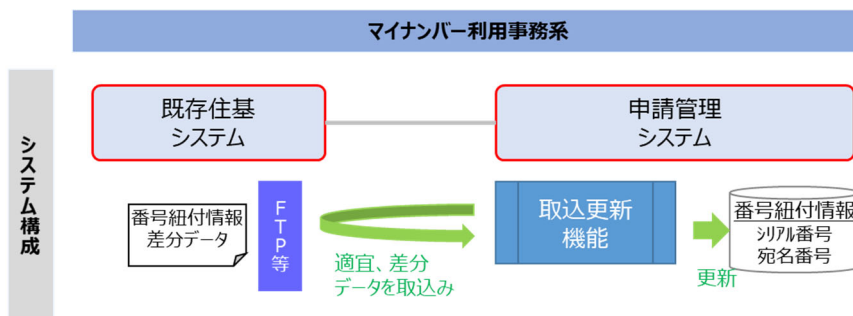 マイナンバー利用事務系
システム構成
既存住基
システム
申請管理
システム
番号紐付情報
差分データ
FTP等
適宜、差分
データを取込み
取込更新
機能
更新
番号紐付情報
シリアル番号
宛名番号